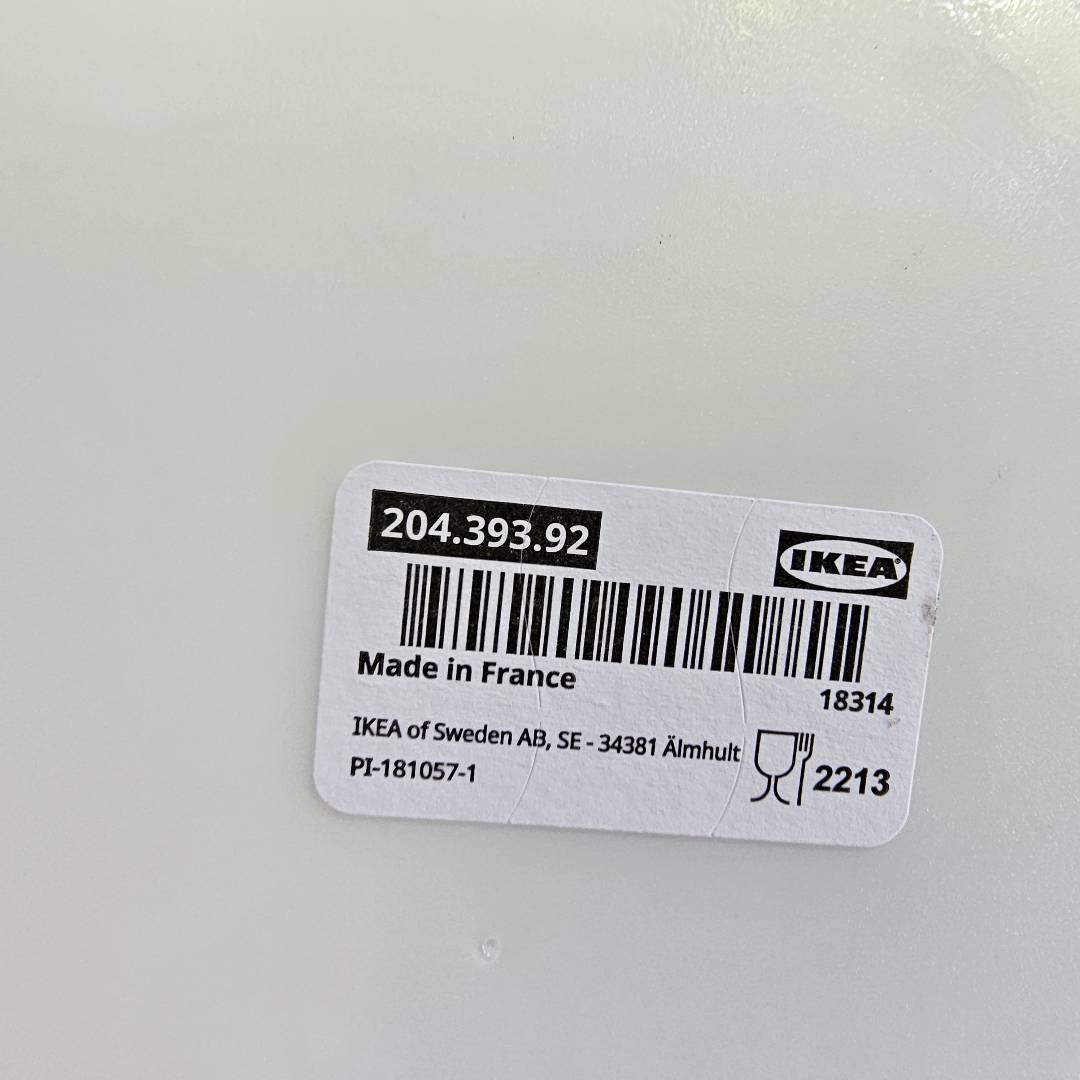 204.393.92
IKEA
Made in France
18314
IKEA of Sweden AB, SE - 34381 Älmhult
PI-181057-1
2213